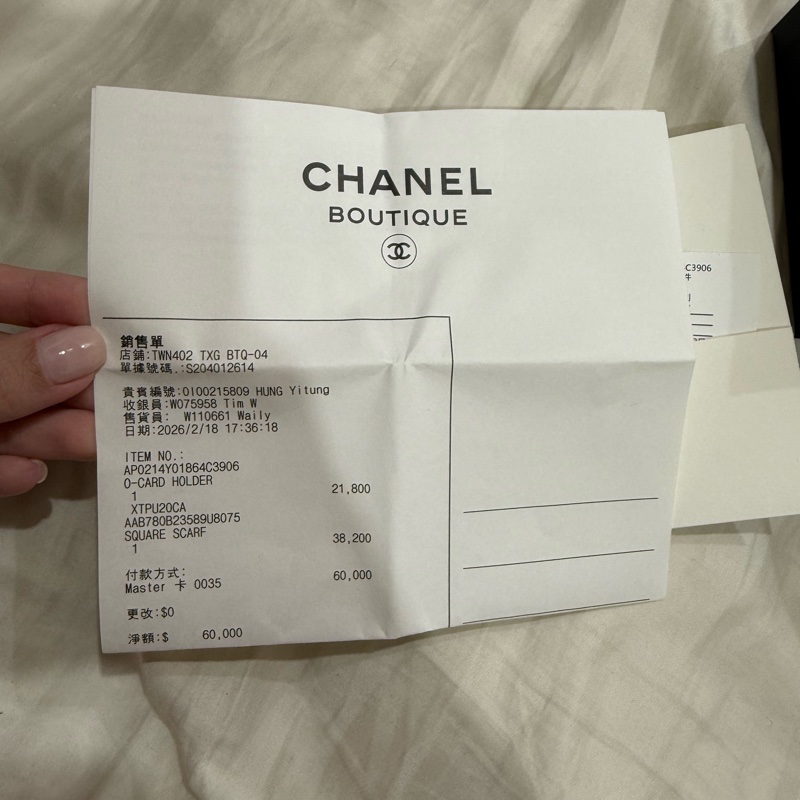 CHANEL
BOUTIQUE
銷售單
店鋪:TWN402 TXG BTQ-04
單據號碼.:S204012614
貴賓編號:0100215809 HUNG Yitung
收銀員:W075958 Tim W
售貨員: W110661 Waily
日期:2026/2/18 17:36:18
ITEM NO.:
AP0214Y01864C3906
O-CARD HOLDER
1 21,800
XTPU20CA
AAB780B23589U8075
SQUARE SCARF
1 38,200
付款方式: 60,000
Master 卡 0035
更改:$0
淨額:$ 60,000
C3906
件